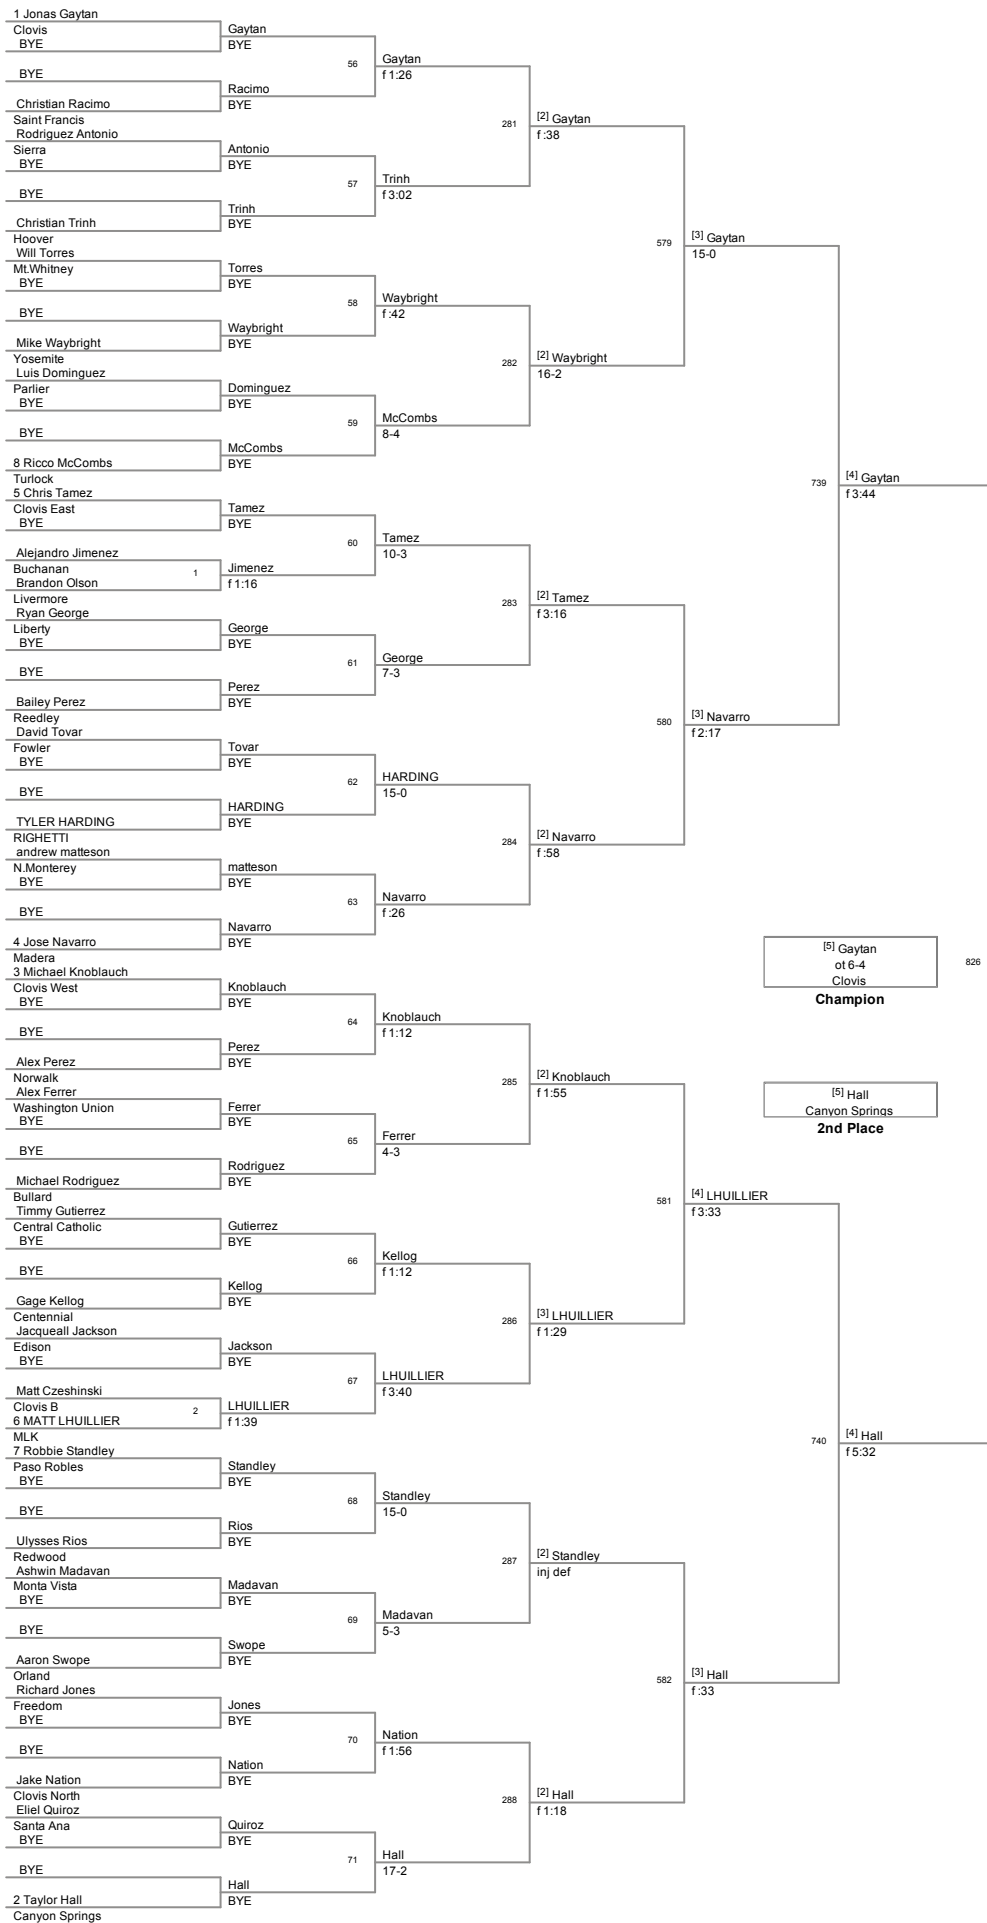 1 Jonas Gaytan
Clovis
BYE
BYE
Christian Racimo
Saint Francis
Rodriguez Antonio
Sierra
BYE
BYE
Christian Trinh
Hoover
Will Torres
Mt.Whitney
BYE
BYE
Mike Waybright
Yosemite
Luis Dominguez
Parlier
BYE
BYE
8 Ricco McCombs
Turlock
5 Chris Tamez
Clovis East
BYE
Alejandro Jimenez
Buchanan
1
Brandon Olson
Livermore
Ryan George
Liberty
BYE
BYE
Bailey Perez
Reedley
David Tovar
Fowler
BYE
BYE
TYLER HARDING
RIGHETTI
andrew matteson
N.Monterey
BYE
BYE
4 Jose Navarro
Madera
3 Michael Knoblauch
Clovis West
BYE
BYE
Alex Perez
Norwalk
Alex Ferrer
Washington Union
BYE
BYE
Michael Rodriguez
Bullard
Timmy Gutierrez
Central Catholic
BYE
BYE
Gage Kellog
Centennial
Jacqueall Jackson
Edison
BYE
Matt Czeshinski
Clovis B
2
6 MATT LHUILLIER
MLK
7 Robbie Standley
Paso Robles
BYE
BYE
Ulysses Rios
Redwood
Ashwin Madavan
Monta Vista
BYE
BYE
Aaron Swope
Orland
Richard Jones
Freedom
BYE
BYE
Jake Nation
Clovis North
Eliel Quiroz
Santa Ana
BYE
BYE
2 Taylor Hall
Canyon Springs
Gaytan
BYE
56
Racimo
BYE
Antonio
BYE
57
Trinh
BYE
Torres
BYE
58
Waybright
BYE
Dominguez
BYE
59
McCombs
BYE
Tamez
BYE
60
Jimenez
f 1:16
George
BYE
61
Perez
BYE
Tovar
BYE
62
HARDING
BYE
matteson
BYE
63
Navarro
BYE
Knoblauch
BYE
64
Perez
BYE
Ferrer
BYE
65
Rodriguez
BYE
Gutierrez
BYE
66
Kellog
BYE
Jackson
BYE
67
LHUILLIER
f 1:39
Standley
BYE
68
Rios
BYE
Madavan
BYE
69
Swope
BYE
Jones
BYE
70
Nation
BYE
Quiroz
BYE
71
Hall
BYE
Gaytan
f 1:26
281
Trinh
f 3:02
Waybright
f :42
282
McCombs
8-4
Tamez
10-3
283
George
7-3
HARDING
15-0
284
Navarro
f :26
Knoblauch
f 1:12
285
Ferrer
4-3
Kellog
f 1:12
286
LHUILLIER
f 3:40
Standley
15-0
287
Madavan
5-3
Nation
f 1:56
288
Hall
17-2
[2] Gaytan
f :38
579
[2] Waybright
16-2
[2] Tamez
f 3:16
580
[2] Navarro
f :58
[2] Knoblauch
f 1:55
581
[3] LHUILLIER
f 1:29
[2] Standley
inj def
582
[2] Hall
f 1:18
[3] Gaytan
15-0
739
[3] Navarro
f 2:17
[4] LHUILLIER
f 3:33
740
[3] Hall
f :33
[4] Gaytan
f 3:44
826
[4] Hall
f 5:32
[5] Gaytan
ot 6-4
Clovis
Champion
[5] Hall
Canyon Springs
2nd Place